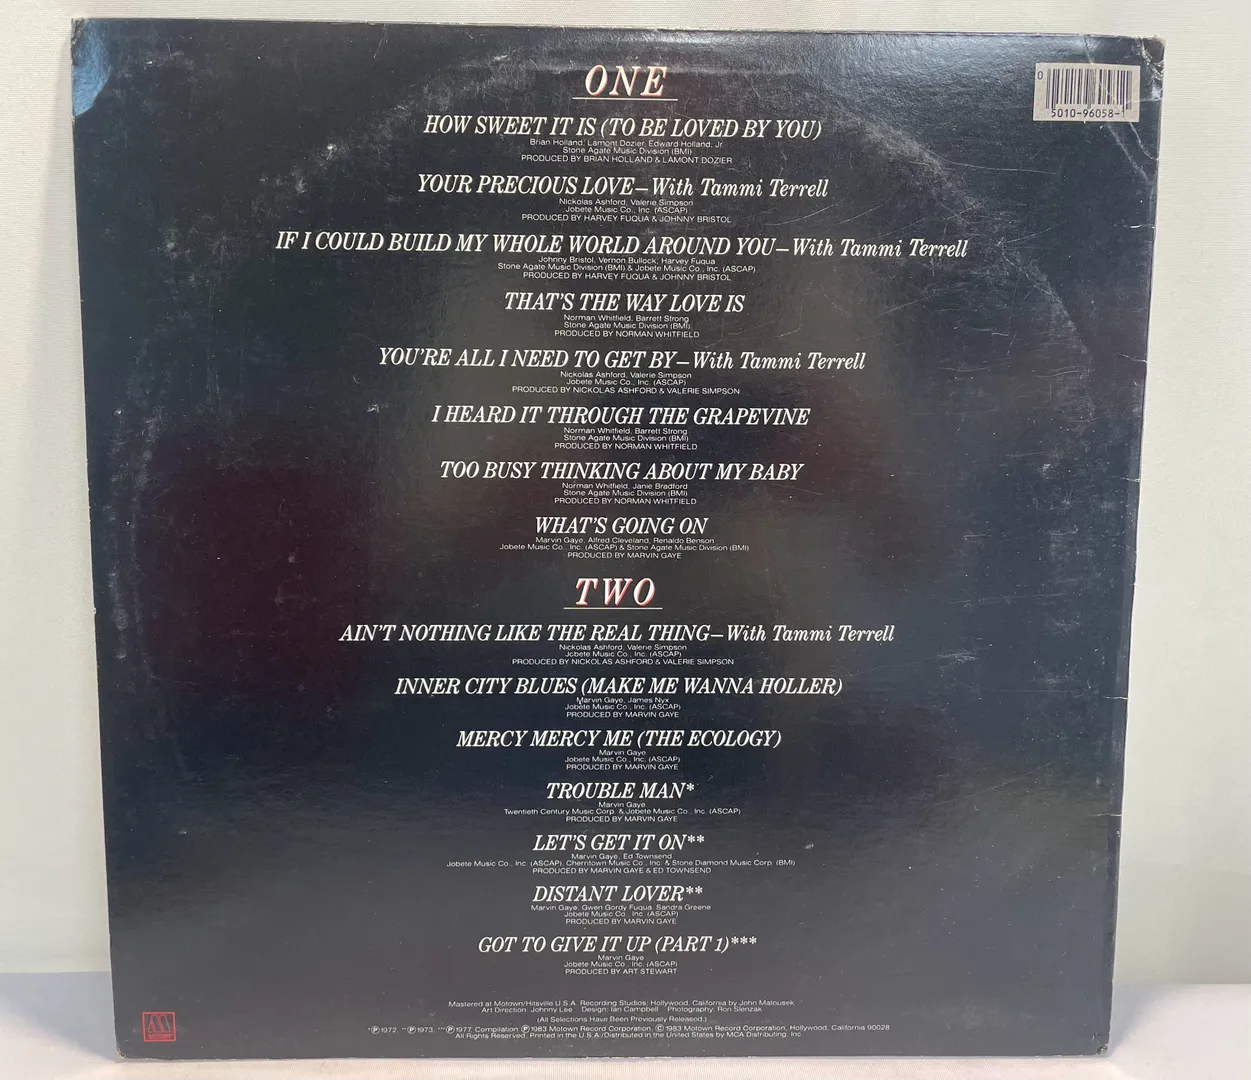 ONE
0
5010-96058-1
HOW SWEET IT IS (TO BE LOVED BY YOU)
Brian Holland, Lamont Dozier, Edward Holland, Jr
Stone Agate Music Division (BMI)
PRODUCED BY BRIAN HOLLAND & LAMONT DOZIER
YOUR PRECIOUS LOVE—With Tammi Terrell
Nickolas Ashford, Valerie Simpson
Jobete Music Co., Inc. (ASCAP)
PRODUCED BY HARVEY FUQUA & JOHNNY BRISTOL
IF I COULD BUILD MY WHOLE WORLD AROUND YOU—With Tammi Terrell
Johnny Bristol, Vernon Bullock, Harvey Fuqua
Stone Agate Music Division (BMI) & Jobete Music Co., Inc. (ASCAP)
PRODUCED BY HARVEY FUQUA & JOHNNY BRISTOL
THAT'S THE WAY LOVE IS
Norman Whitfield, Barrett Strong
Stone Agate Music Division (BMI)
PRODUCED BY NORMAN WHITFIELD
YOU'RE ALL I NEED TO GET BY—With Tammi Terrell
Nickolas Ashford, Valerie Simpson
Jobete Music Co., Inc. (ASCAP)
PRODUCED BY NICKOLAS ASHFORD & VALERIE SIMPSON
I HEARD IT THROUGH THE GRAPEVINE
Norman Whitfield, Barrett Strong
Stone Agate Music Division (BMI)
PRODUCED BY NORMAN WHITFIELD
TOO BUSY THINKING ABOUT MY BABY
Norman Whitfield, Janie Bradford
Stone Agate Music Division (BMI)
PRODUCED BY NORMAN WHITFIELD
WHAT'S GOING ON
Marvin Gaye, Alfred Cleveland, Renaldo Benson
Jobete Music Co., Inc. (ASCAP) & Stone Agate Music Division (BMI)
PRODUCED BY MARVIN GAYE
TWO
AIN'T NOTHING LIKE THE REAL THING—With Tammi Terrell
Nickolas Ashford, Valerie Simpson
Jobete Music Co., Inc. (ASCAP)
PRODUCED BY NICKOLAS ASHFORD & VALERIE SIMPSON
INNER CITY BLUES (MAKE ME WANNA HOLLER)
Marvin Gaye, James Nyx
Jobete Music Co., Inc. (ASCAP)
PRODUCED BY MARVIN GAYE
MERCY MERCY ME (THE ECOLOGY)
Marvin Gaye
Jobete Music Co., Inc. (ASCAP)
PRODUCED BY MARVIN GAYE
TROUBLE MAN*
Marvin Gaye
Twentieth Century Music Corp. & Jobete Music Co., Inc. (ASCAP)
PRODUCED BY MARVIN GAYE
LET'S GET IT ON**
Marvin Gaye, Ed Townsend
Jobete Music Co., Inc. (ASCAP), Cherritown Music Co., Inc. & Stone Diamond Music Corp. (BMI)
PRODUCED BY MARVIN GAYE & ED TOWNSEND
DISTANT LOVER**
Marvin Gaye, Gwen Gordy Fuqua, Sandra Greene
Jobete Music Co., Inc. (ASCAP)
PRODUCED BY MARVIN GAYE
GOT TO GIVE IT UP (PART 1)***
Marvin Gaye
Jobete Music Co., Inc. (ASCAP)
PRODUCED BY ART STEWART
Mastered at Motown/Hitsville U.S.A. Recording Studios, Hollywood, California by John Matousek
Art Direction: Johnny Lee Design: Ian Campbell Photography: Ron Slenzak
(All Selections Have Been Previously Released.)
*Ⓟ1972, **Ⓟ1973, ***Ⓟ1977, Compilation Ⓟ1983 Motown Record Corporation, Ⓒ1983 Motown Record Corporation, Hollywood, California 90028
All Rights Reserved. Printed in the U.S.A./Distributed in the United States by MCA Distributing, Inc.
M
MOTOWN